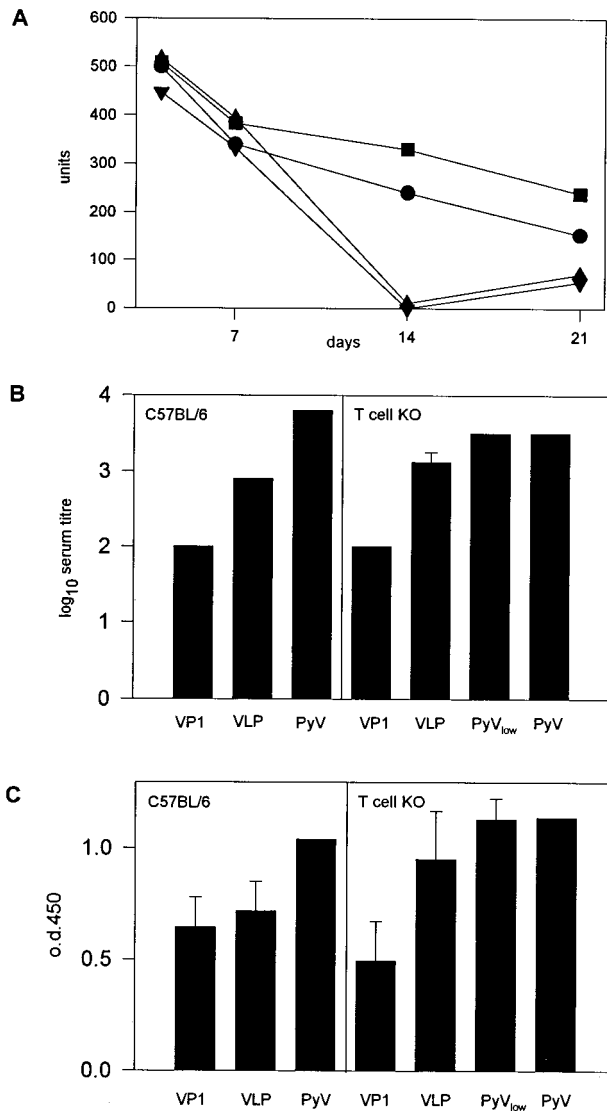 A
600
500
400
300
200
100
0
units
7
14
21
days
B
C57BL/6
T cell KO
4
3
2
1
0
log10 serum titre
VP1 VLP PyV VP1 VLP PyVlow PyV
C
C57BL/6
T cell KO
1.0
0.5
0.0
o.d.450
VP1 VLP PyV VP1 VLP PyVlow PyV